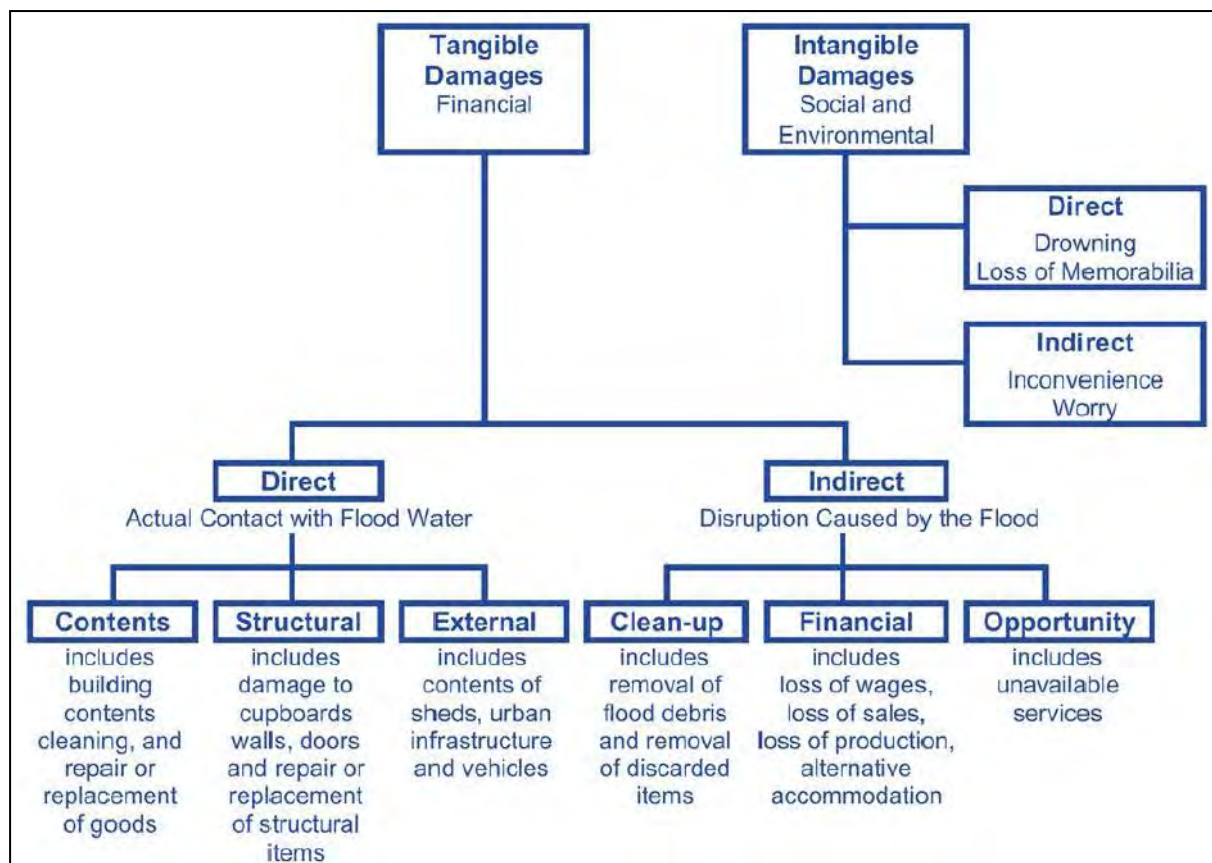 Tangible
Damages
Financial
Intangible
Damages
Social and
Environmental
Direct
Drowning
Loss of Memorabilia
Indirect
Inconvenience
Worry
Direct
Actual Contact with Flood Water
Indirect
Disruption Caused by the Flood
Contents
includes
building
contents
cleaning, and
repair or
replacement
of goods
Structural
includes
damage to
cupboards
walls, doors
and repair or
replacement
of structural
items
External
includes
contents of
sheds, urban
infrastructure
and vehicles
Clean-up
includes
removal of
flood debris
and removal
of discarded
items
Financial
includes
loss of wages,
loss of sales,
loss of production,
alternative
accommodation
Opportunity
includes
unavailable
services